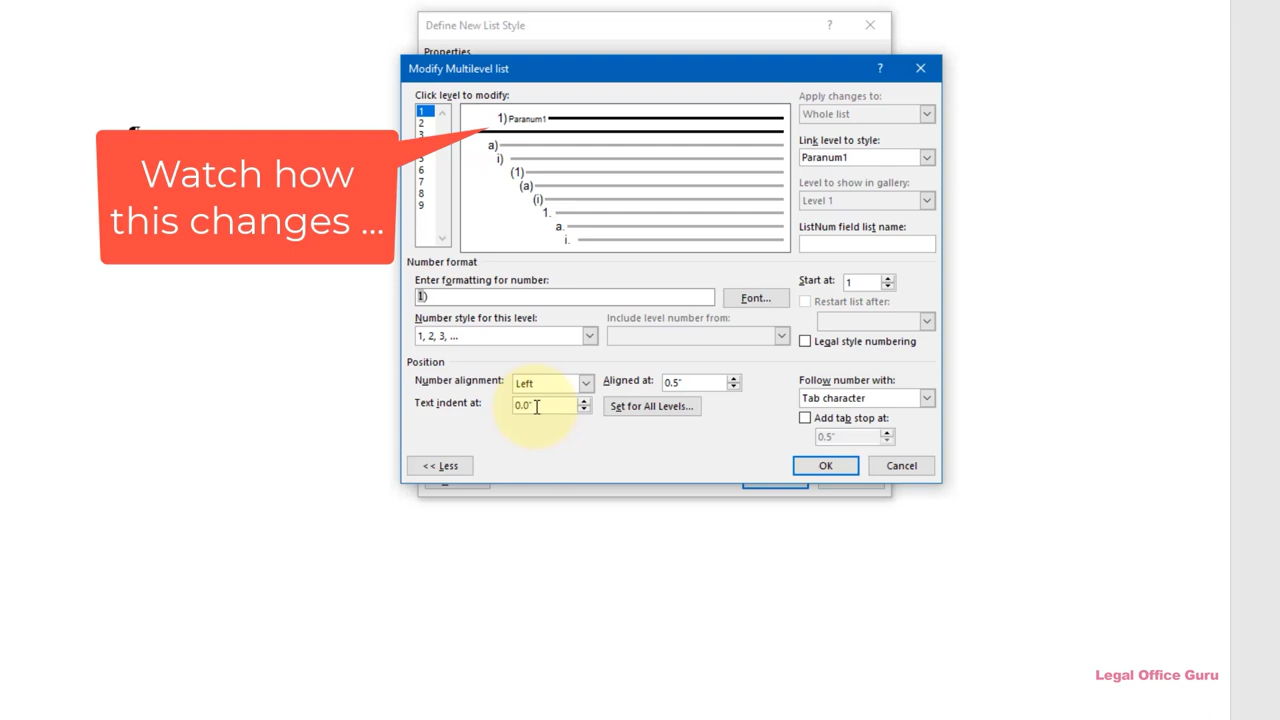 Define New List Style
?
Properties
Modify Multilevel list
?
Click level to modify:
1
2
3
5
6
7
8
9
1) Paranum1
a)
i)
(1)
(a)
(i)
1.
a.
i.
Apply changes to:
Whole list
Link level to style:
Paranum1
Level to show in gallery:
Level 1
ListNum field list name:
¶
Watch how
this changes ...
Number format
Enter formatting for number:
1)
Font...
Start at:
1
Restart list after:
Number style for this level:
1, 2, 3, ...
Include level number from:
Legal style numbering
Position
Number alignment:
Left
Aligned at:
0.5"
Text indent at:
0.0"
Set for All Levels...
Follow number with:
Tab character
Add tab stop at:
0.5"
<< Less
OK
Cancel
Legal Office Guru